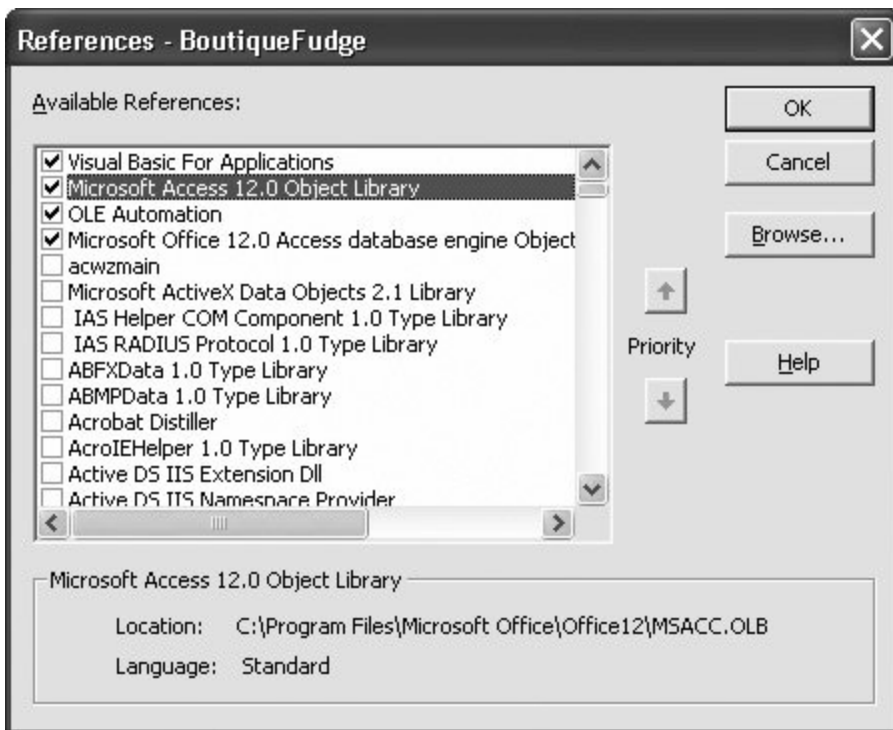 References - BoutiqueFudge
Available References:
Visual Basic For Applications
Microsoft Access 12.0 Object Library
OLE Automation
Microsoft Office 12.0 Access database engine Object
acwzmain
Microsoft ActiveX Data Objects 2.1 Library
IAS Helper COM Component 1.0 Type Library
IAS RADIUS Protocol 1.0 Type Library
ABFXData 1.0 Type Library
ABMPData 1.0 Type Library
Acrobat Distiller
AcroIEHelper 1.0 Type Library
Active DS IIS Extension Dll
Active DS IIS Namespace Provider
OK
Cancel
Browse...
Priority
Help
Microsoft Access 12.0 Object Library
Location: C:\Program Files\Microsoft Office\Office12\MSACC.OLB
Language: Standard